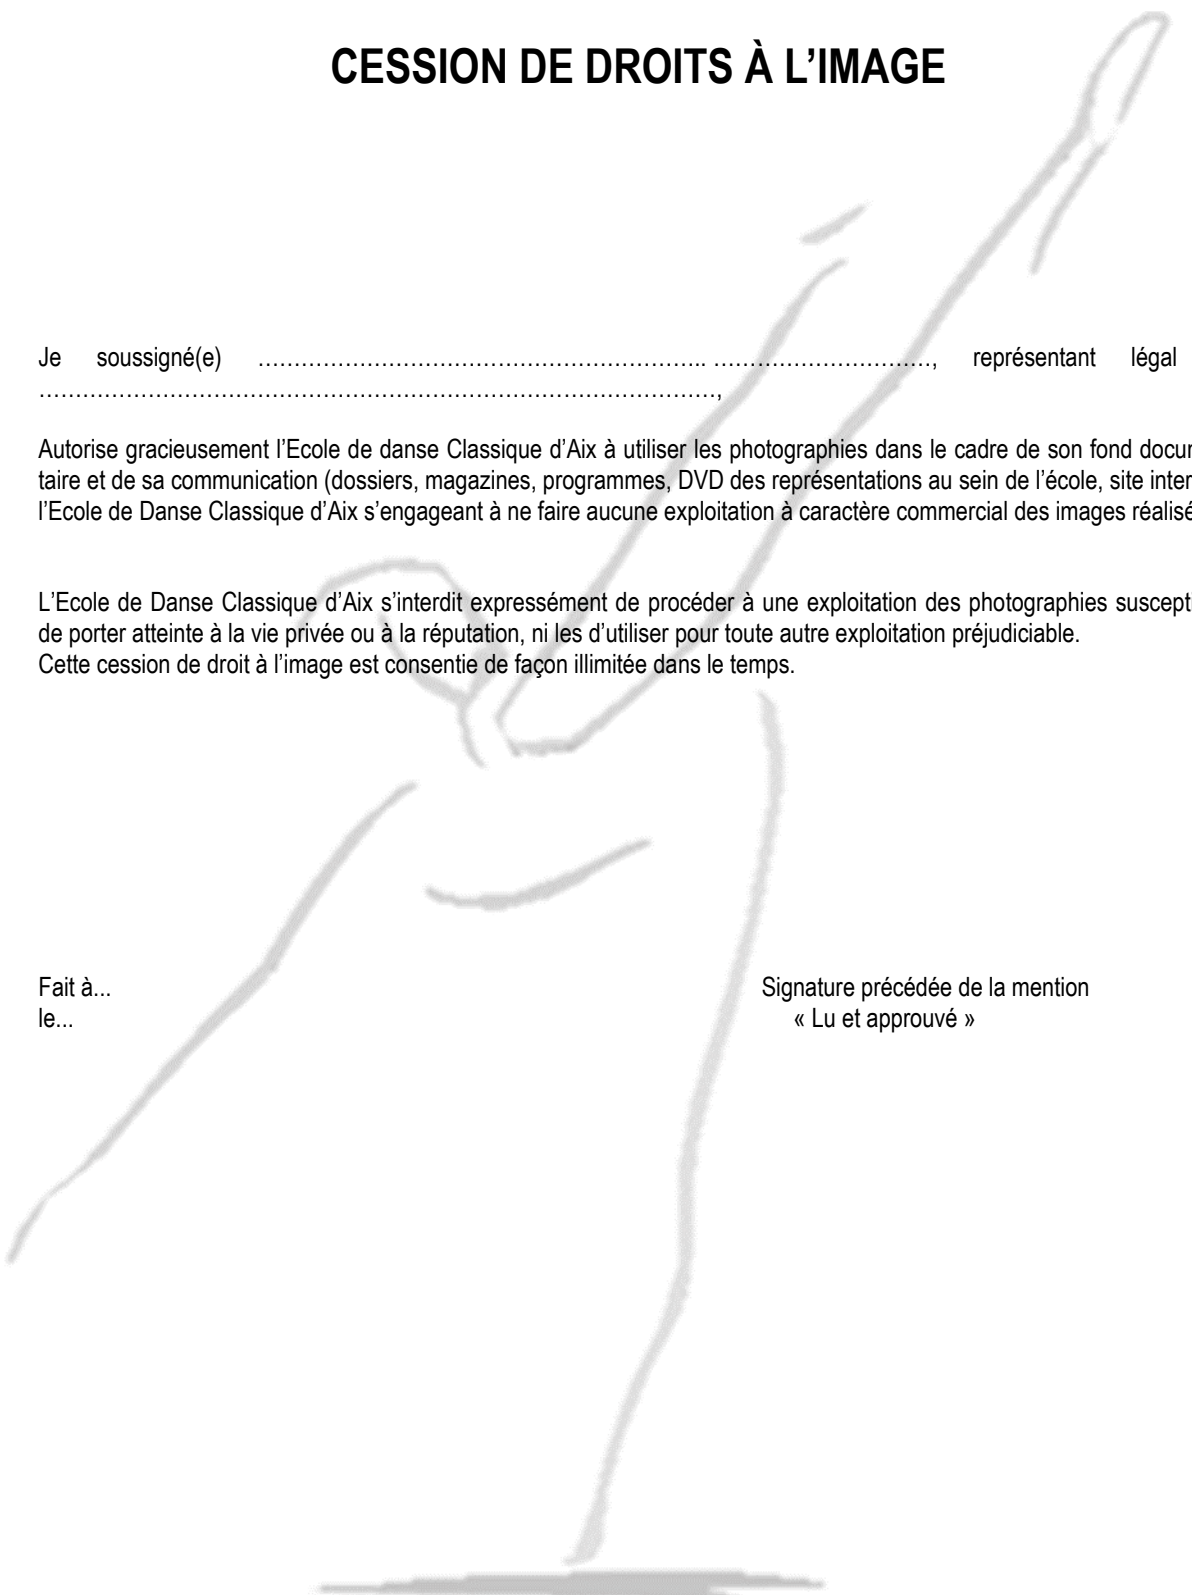 CESSION DE DROITS À L’IMAGE
Je soussigné(e) …………………………………………………….. …………………………, représentant légal
…………………………………………………………………………………,
Autorise gracieusement l’Ecole de danse Classique d’Aix à utiliser les photographies dans le cadre de son fond docum
taire et de sa communication (dossiers, magazines, programmes, DVD des représentations au sein de l’école, site inter
l’Ecole de Danse Classique d’Aix s’engageant à ne faire aucune exploitation à caractère commercial des images réalisé
L’Ecole de Danse Classique d’Aix s’interdit expressément de procéder à une exploitation des photographies suscepti
de porter atteinte à la vie privée ou à la réputation, ni les d’utiliser pour toute autre exploitation préjudiciable.
Cette cession de droit à l’image est consentie de façon illimitée dans le temps.
Fait à...
le...
Signature précédée de la mention
« Lu et approuvé »